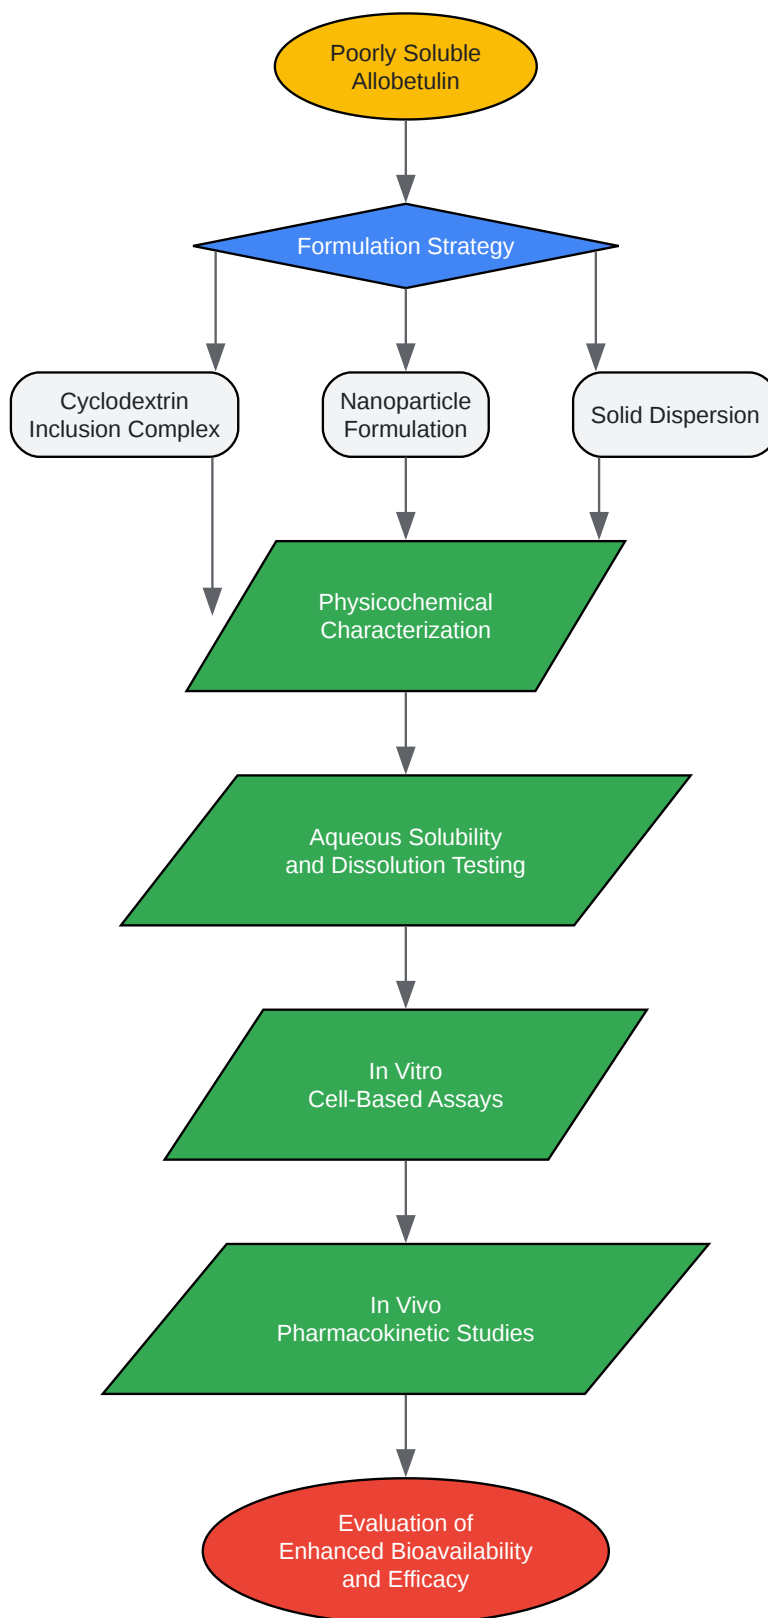 Poorly Soluble
Allobetulin
Formulation Strategy
Cyclodextrin
Inclusion Complex
Nanoparticle
Formulation
Solid Dispersion
Physicochemical
Characterization
Aqueous Solubility
and Dissolution Testing
In Vitro
Cell-Based Assays
In Vivo
Pharmacokinetic Studies
Evaluation of
Enhanced Bioavailability
and Efficacy